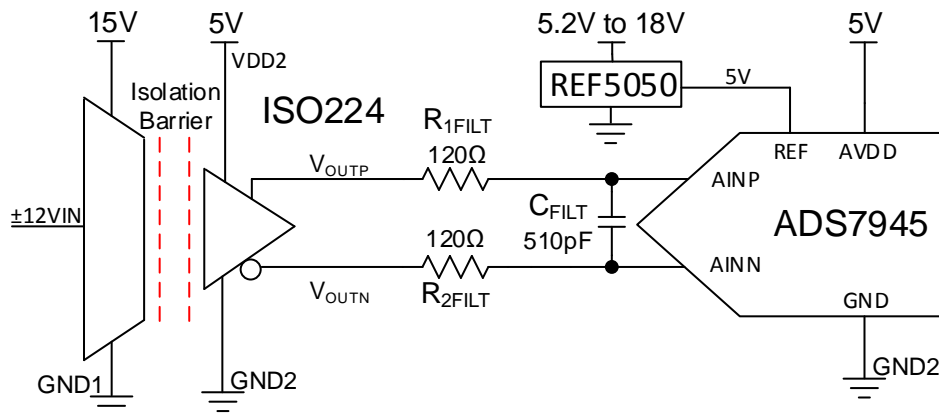 15V
5V
5.2V to 18V
5V
VDD2
REF5050
5V
Isolation
Barrier
ISO224
R1FILT
120Ω
REF
AVDD
VOUTP
AINP
±12VIN
CFILT
510pF
ADS7945
120Ω
AINN
VOUTN
R2FILT
GND
GND1
GND2
GND2